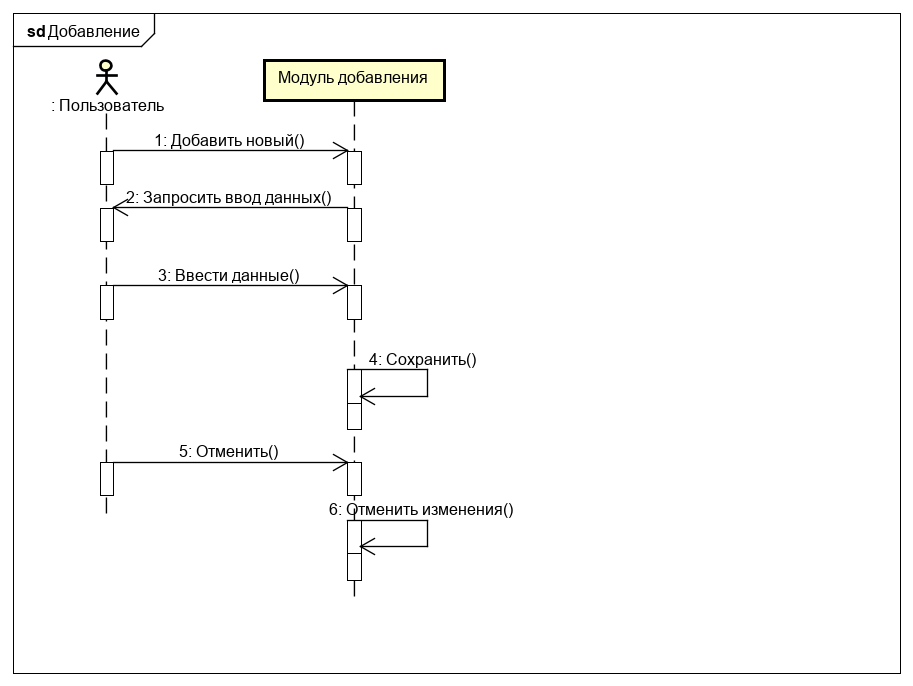 sd Добавление
Модуль добавления
: Пользователь
1: Добавить новый()
2: Запросить ввод данных()
3: Ввести данные()
4: Сохранить()
5: Отменить()
6: Отменить изменения()